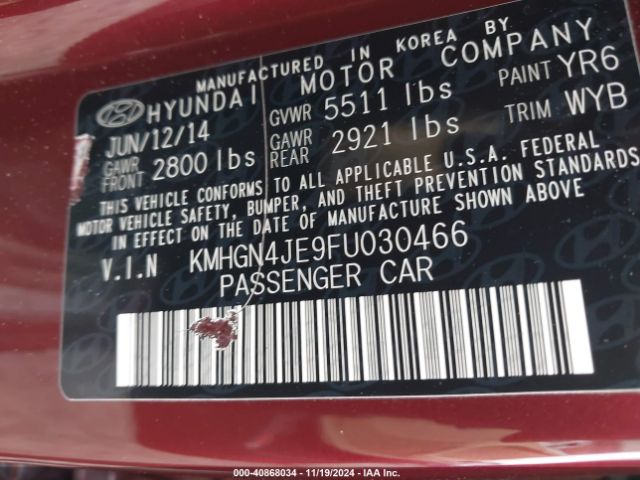 MANUFACTURED IN KOREA BY
HYUNDAI MOTOR COMPANY
JUN/12/14 GVWR 5511 lbs PAINT YR6
GAWR FRONT 2800 lbs GAWR REAR 2921 lbs TRIM WYB
THIS VEHICLE CONFORMS TO ALL APPLICABLE U.S.A. FEDERAL
MOTOR VEHICLE SAFETY, BUMPER, AND THEFT PREVENTION STANDARDS
IN EFFECT ON THE DATE OF MANUFACTURE SHOWN ABOVE
V.I.N KMHGN4JE9FU030466
PASSENGER CAR
000-40868034 - 11/19/2024 - IAA Inc.